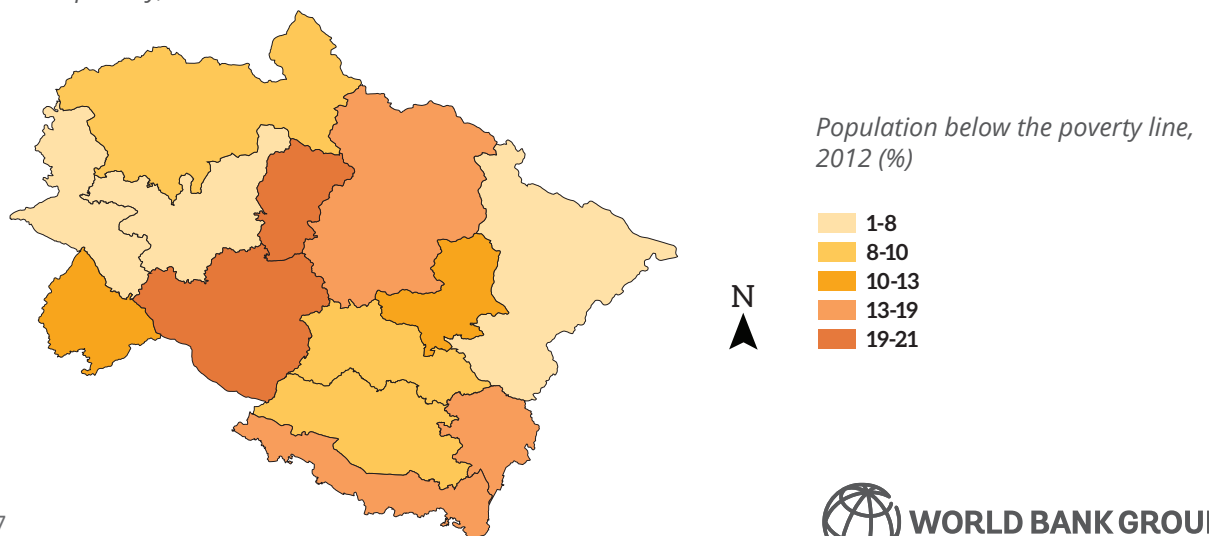 Population below the poverty line,
2012 (%)
1-8
8-10
10-13
13-19
19-21
N
7
WORLD BANK GROU